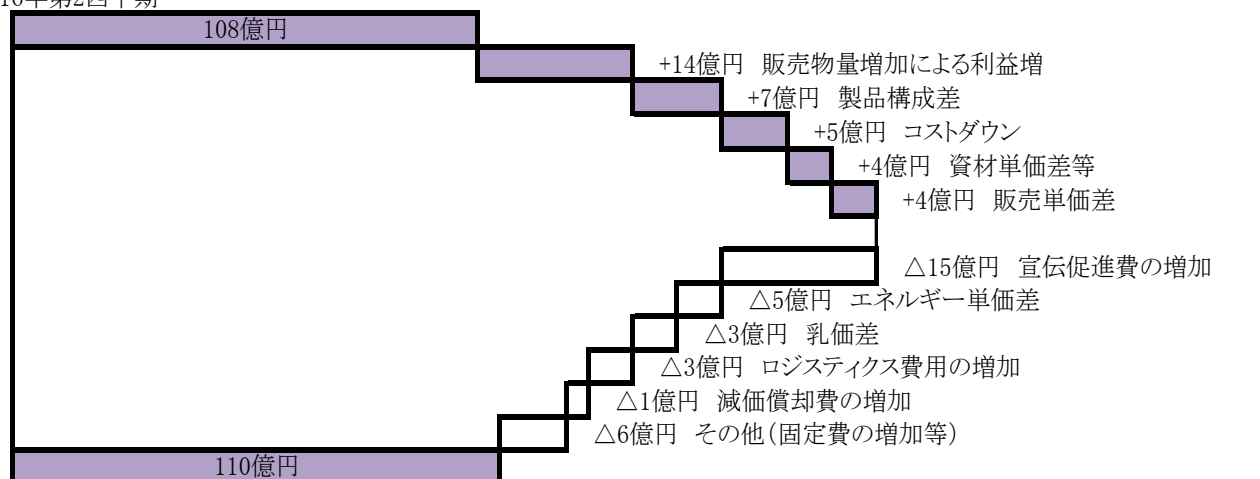 108億円
+14億円 販売物量増加による利益増
+7億円 製品構成差
+5億円 コストダウン
+4億円 資材単価差等
+4億円 販売単価差
△15億円 宣伝促進費の増加
△5億円 エネルギー単価差
△3億円 乳価差
△3億円 ロジスティクス費用の増加
△1億円 減価償却費の増加
△6億円 その他(固定費の増加等)
110億円